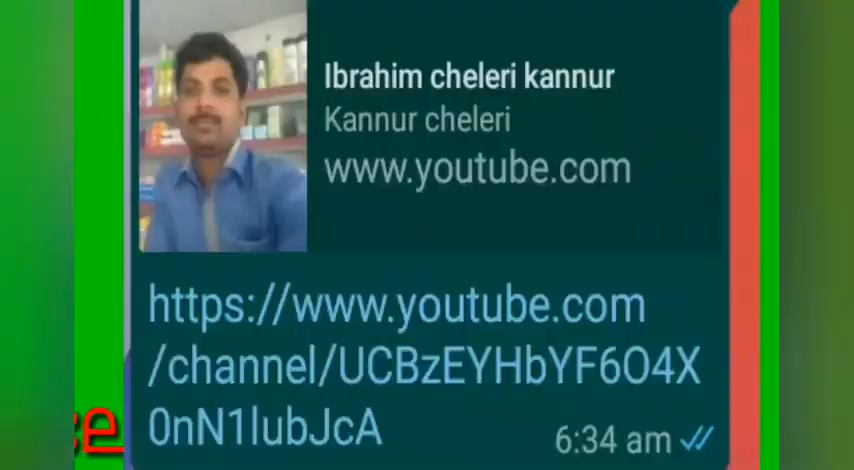 Ibrahim cheleri kannur
Kannur cheleri
www.youtube.com
https://www.youtube.com
/channel/UCBzEYHbYF6O4X
0nN1lubJcA
6:34 am